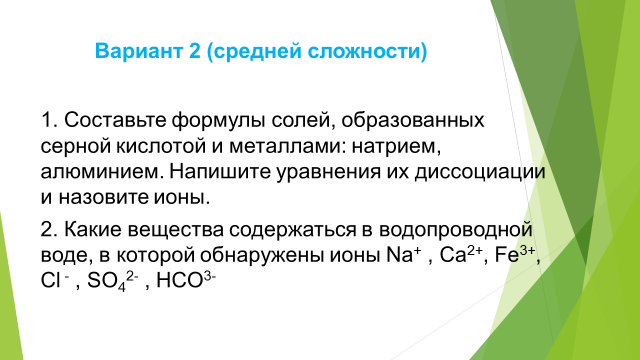 Вариант 2 (средней сложности)
1. Составьте формулы солей, образованных
серной кислотой и металлами: натрием,
алюминием. Напишите уравнения их диссоциации
и назовите ионы.
2. Какие вещества содержаться в водопроводной
воде, в которой обнаружены ионы Na⁺ , Ca²⁺, Fe³⁺,
Cl ⁻ , SO₄²⁻ , HCO³⁻